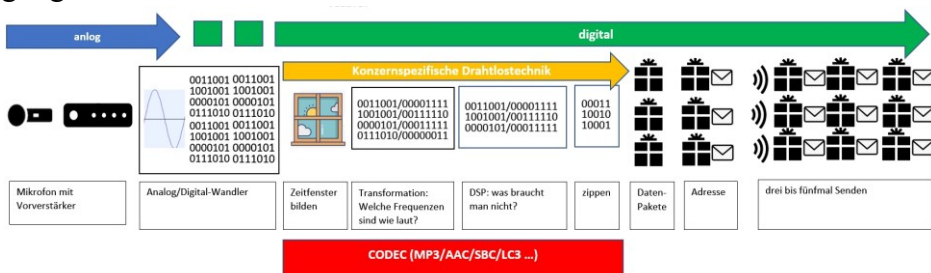 anlog
digital
Konzernspezifische Drahtlostechnik
0011001 0011001
1001001 1001001
0000101 0000101
0111010 0111010
0011001 0011001
1001001 1001001
0000101 0000101
0111010 0111010
0011001/00001111
1001001/00111110
0000101/00011111
0111010/00000011
0011001/00001111
1001001/00111110
0000101/00011111
00011
10010
10001
Mikrofon mit
Vorverstärker
Analog/Digital-Wandler
Zeitfenster
bilden
Transformation:
Welche Frequenzen
sind wie laut?
DSP: was braucht
man nicht?
zippen
Daten-
Pakete
Adresse
drei bis fünfmal Senden
CODEC (MP3/AAC/SBC/LC3 ...)